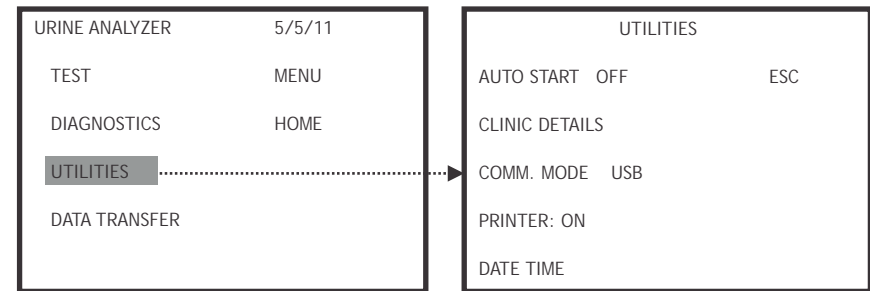 URINE ANALYZER 5/5/11
TEST MENU
DIAGNOSTICS HOME
UTILITIES
DATA TRANSFER
UTILITIES
AUTO START OFF ESC
CLINIC DETAILS
COMM. MODE USB
PRINTER: ON
DATE TIME